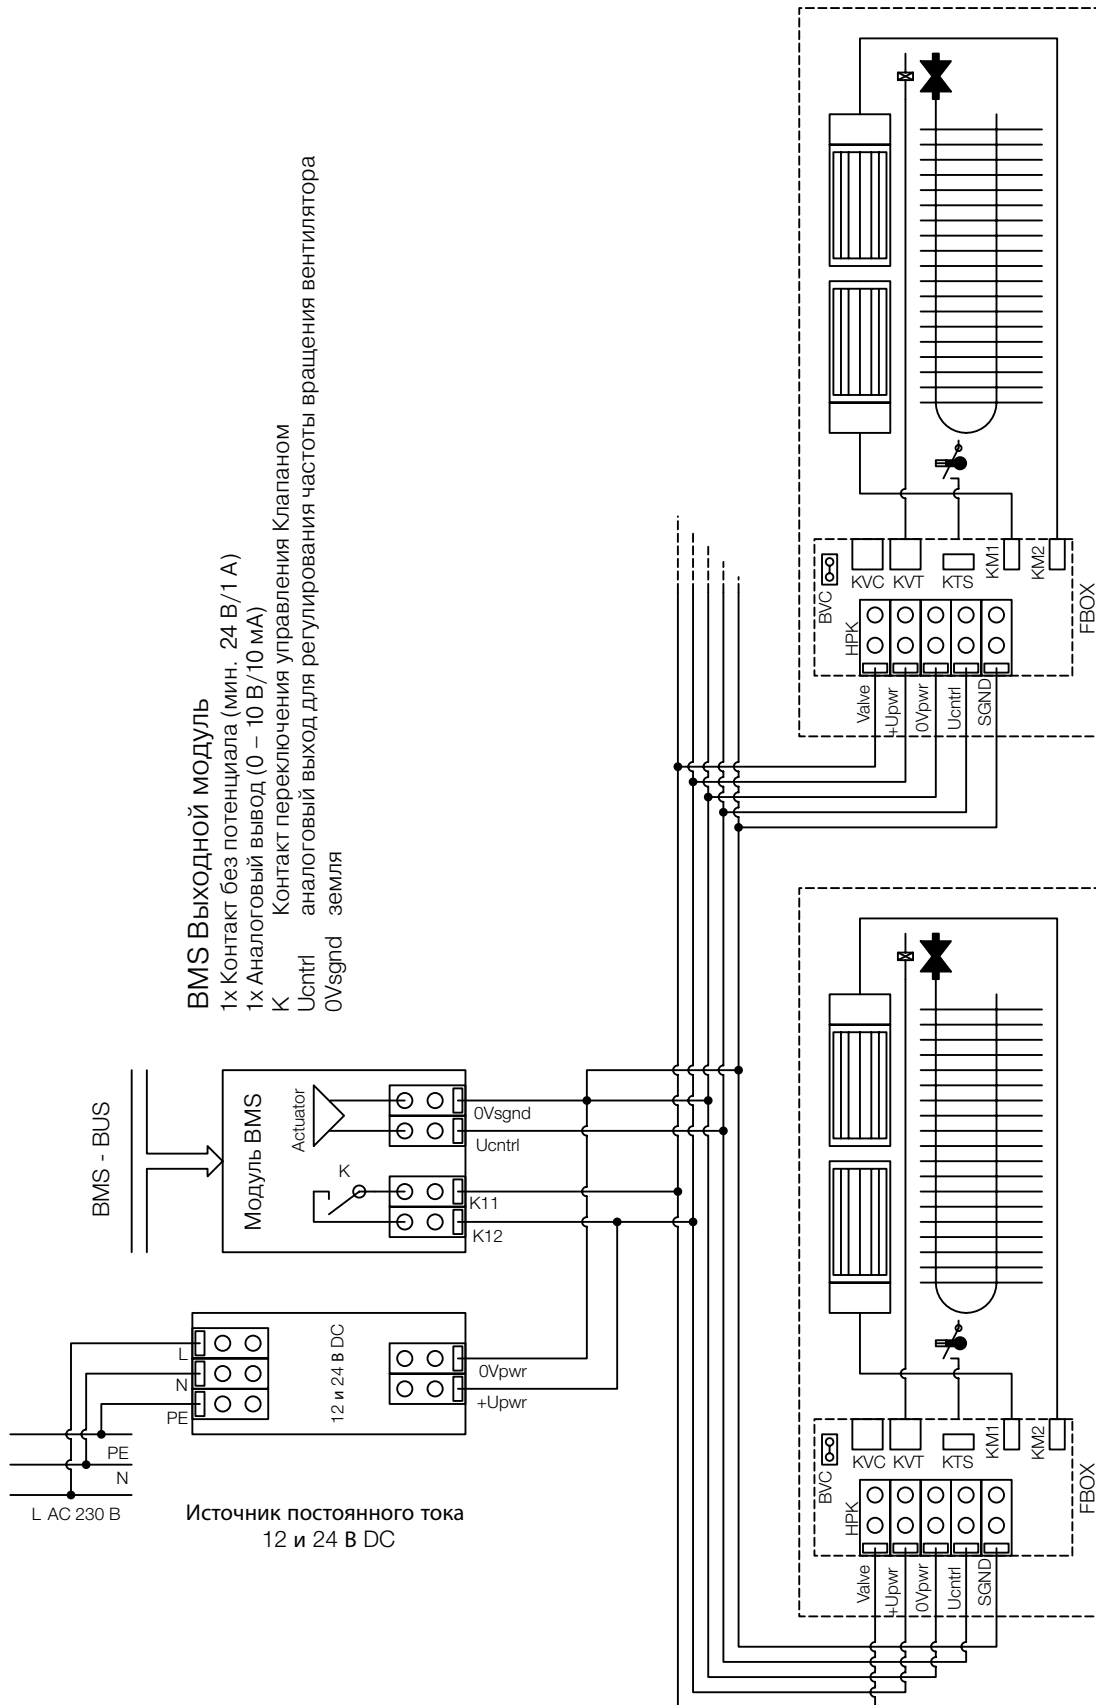 BMS Выходной модуль
1x Контакт без потенциала (мин. 24 В/1 А)
1x Аналоговый вывод (0 – 10 В/10 мА)
K Контакт переключения управления Клапаном
Ucntrl аналоговый выход для регулирования частоты вращения вентилятора
0Vsgnd земля
BMS - BUS
Модуль BMS
Actuator
K
0Vsgnd
Ucntrl
K11
K12
L
N
PE
12 и 24 В DC
0Vpwr
+Upwr
PE
N
L AC 230 В
Источник постоянного тока
12 и 24 В DC
BVC
KVC
KVT
KTS
KM1
KM2
HPK
FBOX
Valve
+Upwr
0Vpwr
Ucntrl
SGND
BVC
KVC
KVT
KTS
KM1
KM2
HPK
FBOX
Valve
+Upwr
0Vpwr
Ucntrl
SGND